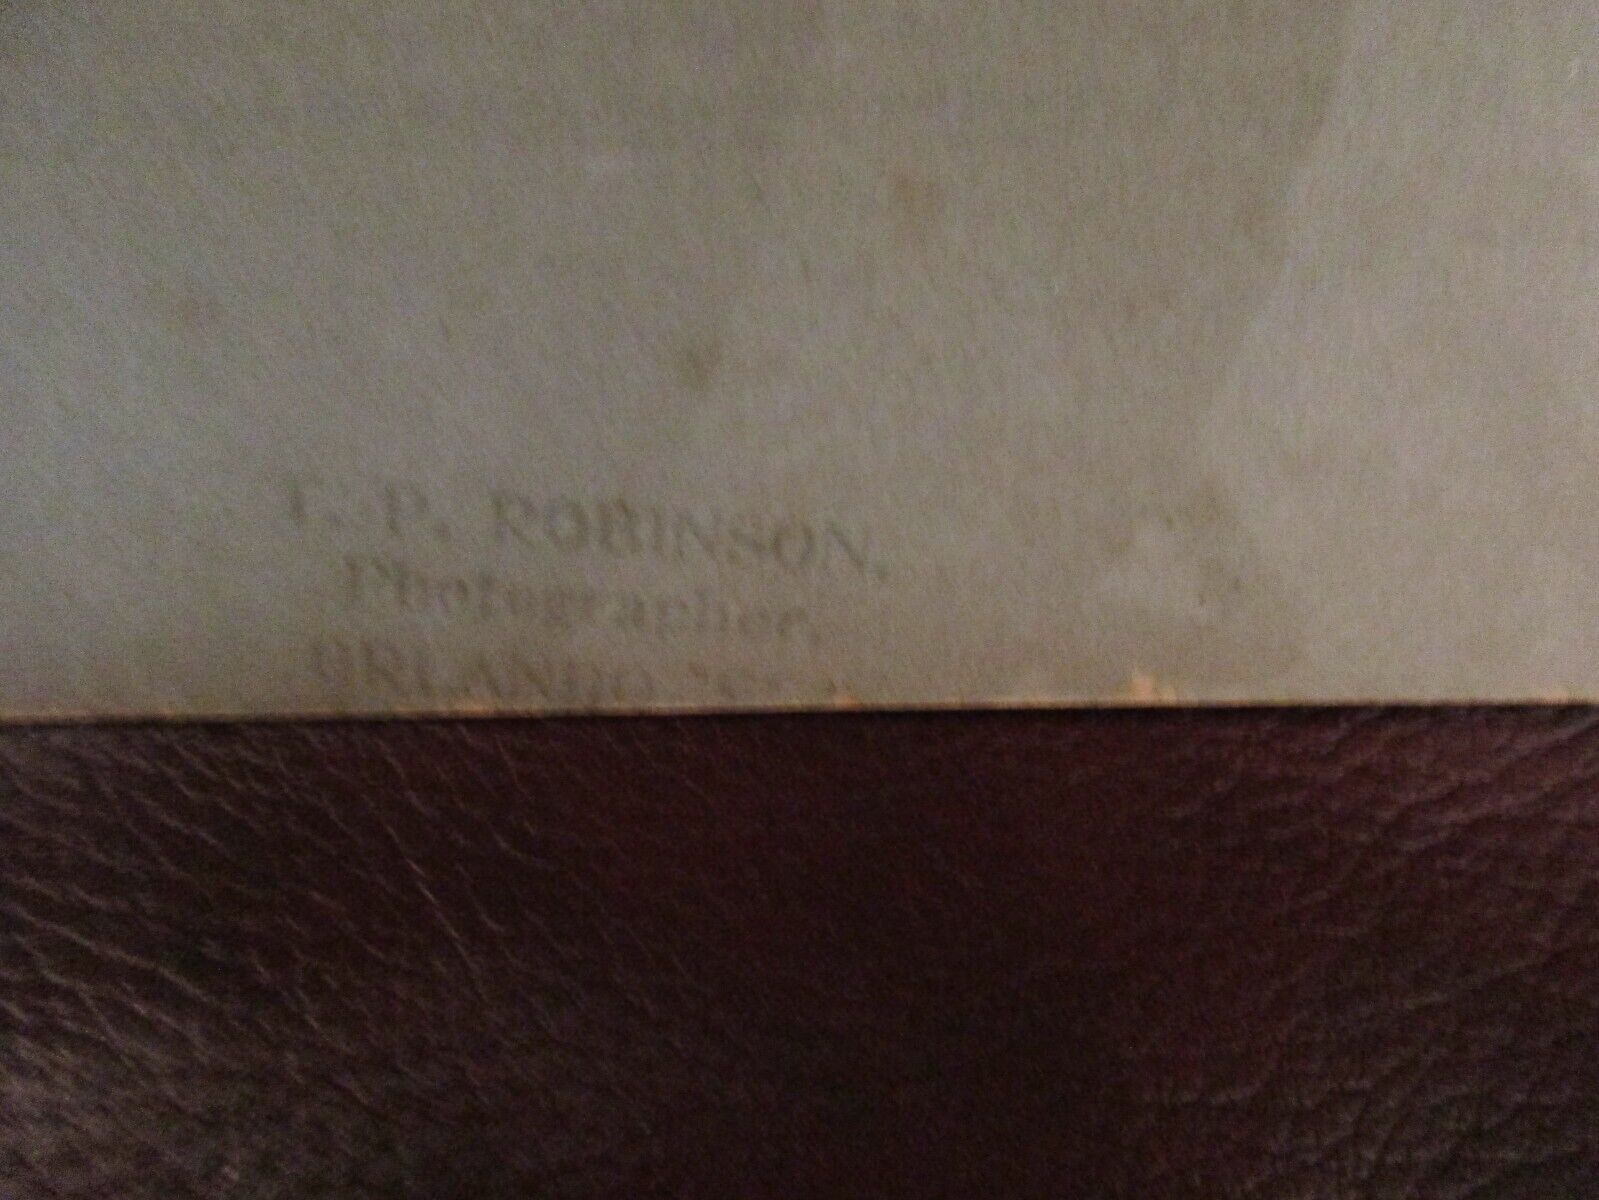 T. P. ROBINSON,
Photographer,
ORLANDO